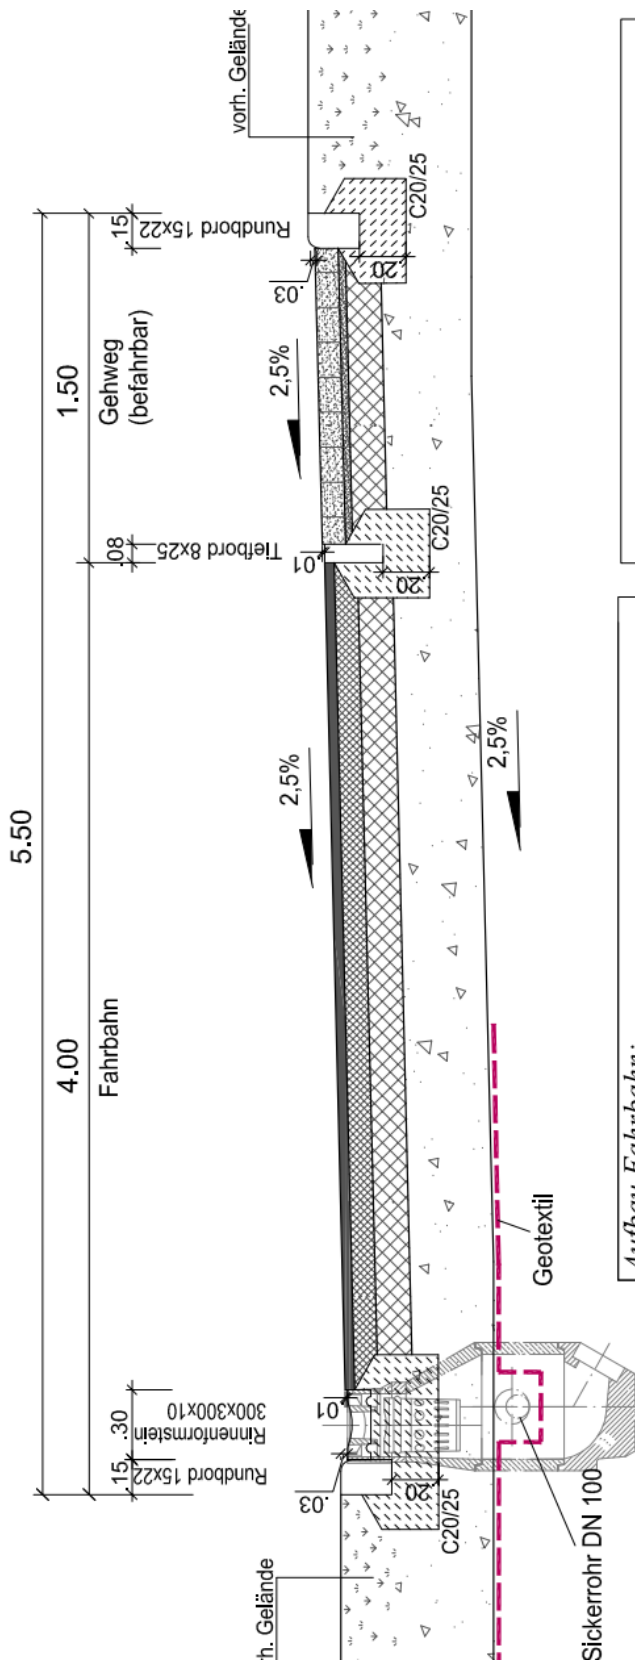 vorh. Gelände
C20/25
Rundbord 15x22
.15
.20
.03
1.50
Gehweg
(befahrbar)
2,5%
.08
Tiefbord 8x25
.01
.20
C20/25
5.50
2,5%
2,5%
4.00
Fahrbahn
Geotextil
.30
Rinnenformstein
300x300x10
.01
.15
Rundbord 15x22
.03
.20
C20/25
rh. Gelände
Sickerrohr DN 100
Aufbau Fahrbahn: